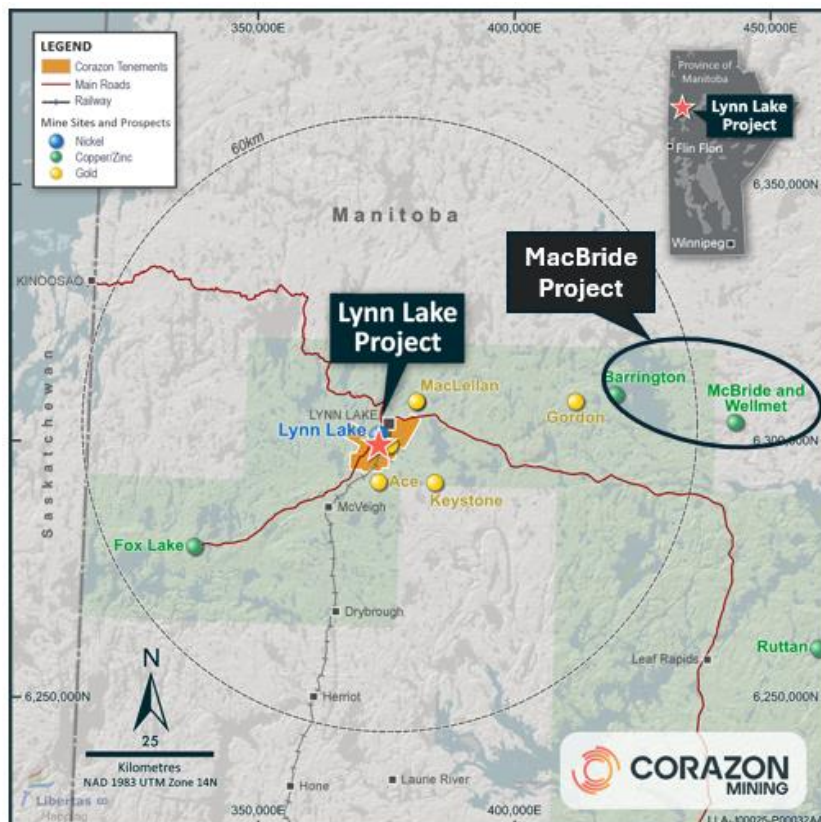 350,000E
400,000E
450,000E
LEGEND
Corazon Tenements
Main Roads
Railway
Mine Sites and Prospects
Nickel
Copper/Zinc
Gold
60km
Province of
Manitoba
Lynn Lake
Project
Flin Flon
Winnipeg
6,350,000N
Manitoba
MacBride
Project
KINOOSAO
Lynn Lake
Project
Saskatchewan
MacLellan
Barrington
McBride and
Wellmet
Gordon
LYNN LAKE
Lynn Lake
6,300,000N
Ace
Keystone
McVeigh
Fox Lake
Drybrough
Ruttan
Leaf Rapids
N
6,250,000N
Herriot
6,250,000N
25
Kilometres
NAD 1983 UTM Zone 14N
Hone
Laurie River
CORAZON
MINING
Libertas
Mapping
350,000E
400,000E